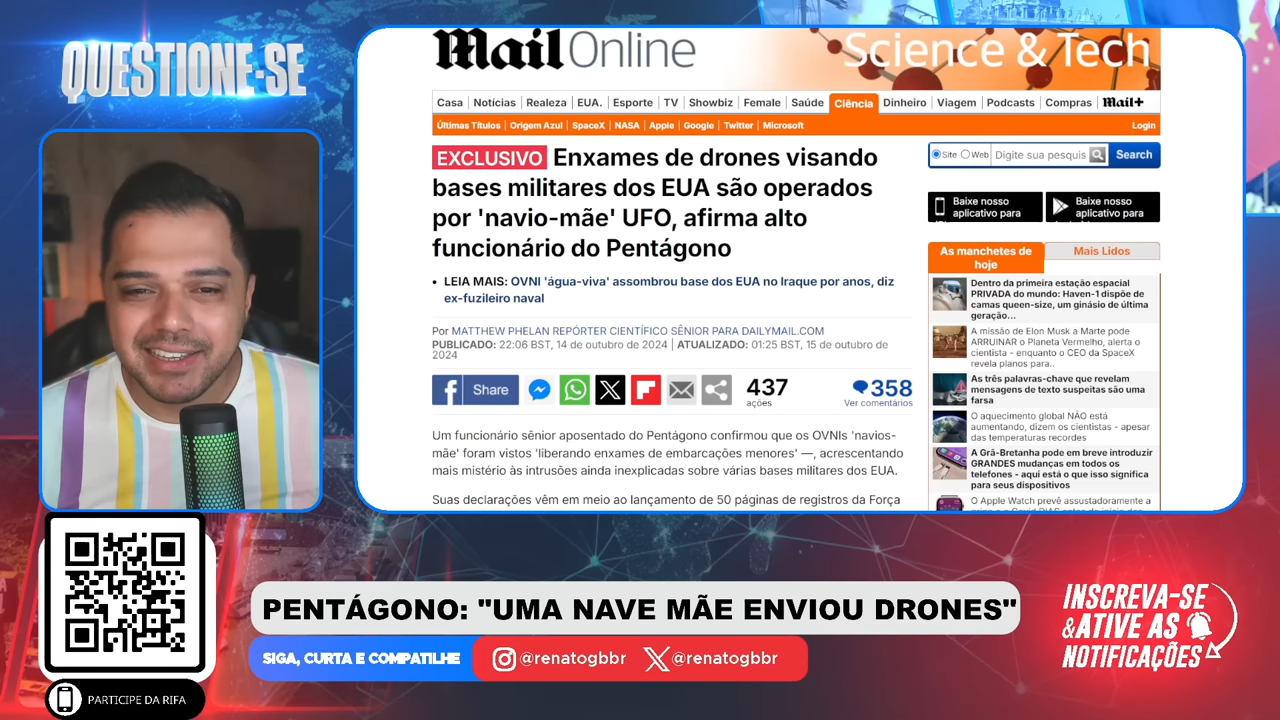 QUESTIONE-SE
Mail Online
Science & Tech
Casa
Notícias
Realeza
EUA.
Esporte
TV
Showbiz
Female
Saúde
Ciência
Dinheiro
Viagem
Podcasts
Compras
Mail+
Últimas Títulos
Origem Azul
SpaceX
NASA
Apple
Google
Twitter
Microsoft
Login
EXCLUSIVO Enxames de drones visando
bases militares dos EUA são operados
por 'navio-mãe' UFO, afirma alto
funcionário do Pentágono
• LEIA MAIS: OVNI 'água-viva' assombrou base dos EUA no Iraque por anos, diz
ex-fuzileiro naval
Por MATTHEW PHELAN REPÓRTER CIENTÍFICO SÊNIOR PARA DAILYMAIL.COM
PUBLICADO: 22:06 BST, 14 de outubro de 2024 | ATUALIZADO: 01:25 BST, 15 de outubro de
2024
Share
437
ações
358
Ver comentários
Um funcionário sênior aposentado do Pentágono confirmou que os OVNIs 'navios-
mãe' foram vistos 'liberando enxames de embarcações menores' —, acrescentando
mais mistério às intrusões ainda inexplicadas sobre várias bases militares dos EUA.
Suas declarações vêm em meio ao lançamento de 50 páginas de registros da Força
Site
Web
Digite sua pesquis
Search
Baixe nosso
aplicativo para
Baixe nosso
aplicativo para
As manchetes de
hoje
Mais Lidos
Dentro da primeira estação espacial
PRIVADA do mundo: Haven-1 dispõe de
camas queen-size, um ginásio de última
geração...
A missão de Elon Musk a Marte pode
ARRUINAR o Planeta Vermelho, alerta o
cientista - enquanto o CEO da SpaceX
revela planos para..
As três palavras-chave que revelam
mensagens de texto suspeitas são uma
farsa
O aquecimento global NÃO está
aumentando, dizem os cientistas - apesar
das temperaturas recordes
A Grã-Bretanha pode em breve introduzir
GRANDES mudanças em todos os
telefones - aqui está o que isso significa
para seus dispositivos
O Apple Watch prevê assustadoramente a
PENTÁGONO: "UMA NAVE MÃE ENVIOU DRONES"
SIGA, CURTA E COMPATILHE
@renatogbbr
@renatogbbr
PARTICIPE DA RIFA
INSCREVA-SE
&ATIVE AS
NOTIFICAÇÕES